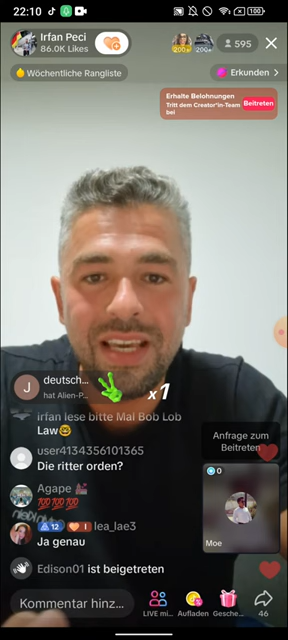 22:10
100
Irfan Peci
86.0K Likes
200+
200+
595
Wöchentliche Rangliste
Erkunden >
Erhalte Belohnungen
Tritt dem Creator*in-Team
bei
Beitreten
J
deutsch...
hat Alien-P...
x1
irfan lese bitte Mal Bob Lob
Law🤓
user4134356101365
Die ritter orden?
Agape
💯💯💯
12
I
lea_lae3
Ja genau
Edison01 ist beigetreten
Anfrage zum
Beitreten
0
Moe
Kommentar hinz...
LIVE mi...
Aufladen
Gesche...
46